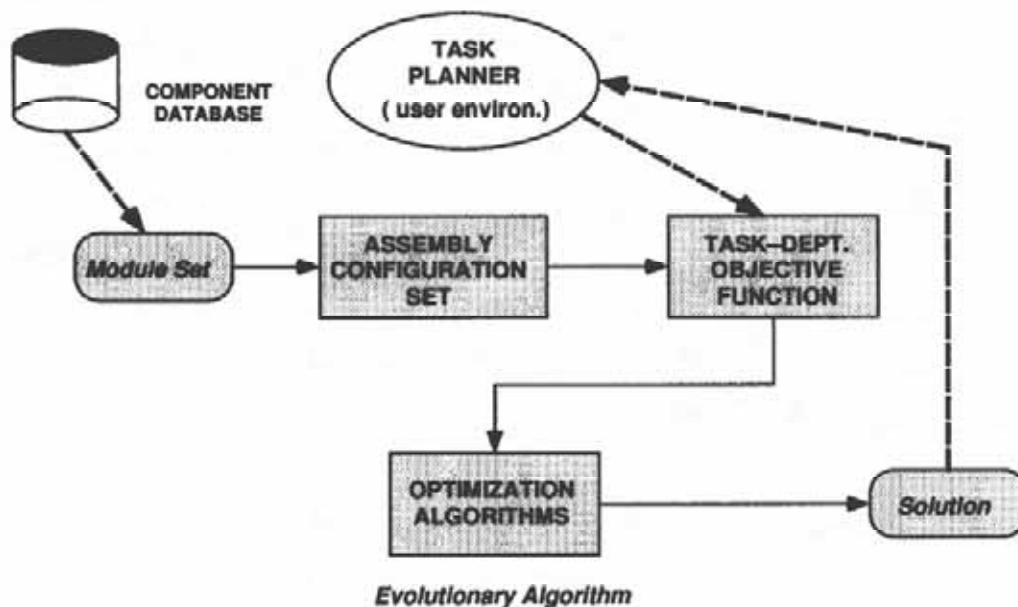 COMPONENT
DATABASE
TASK
PLANNER
( user environ.)
Module Set
ASSEMBLY
CONFIGURATION
SET
TASK–DEPT.
OBJECTIVE
FUNCTION
OPTIMIZATION
ALGORITHMS
Solution
Evolutionary Algorithm